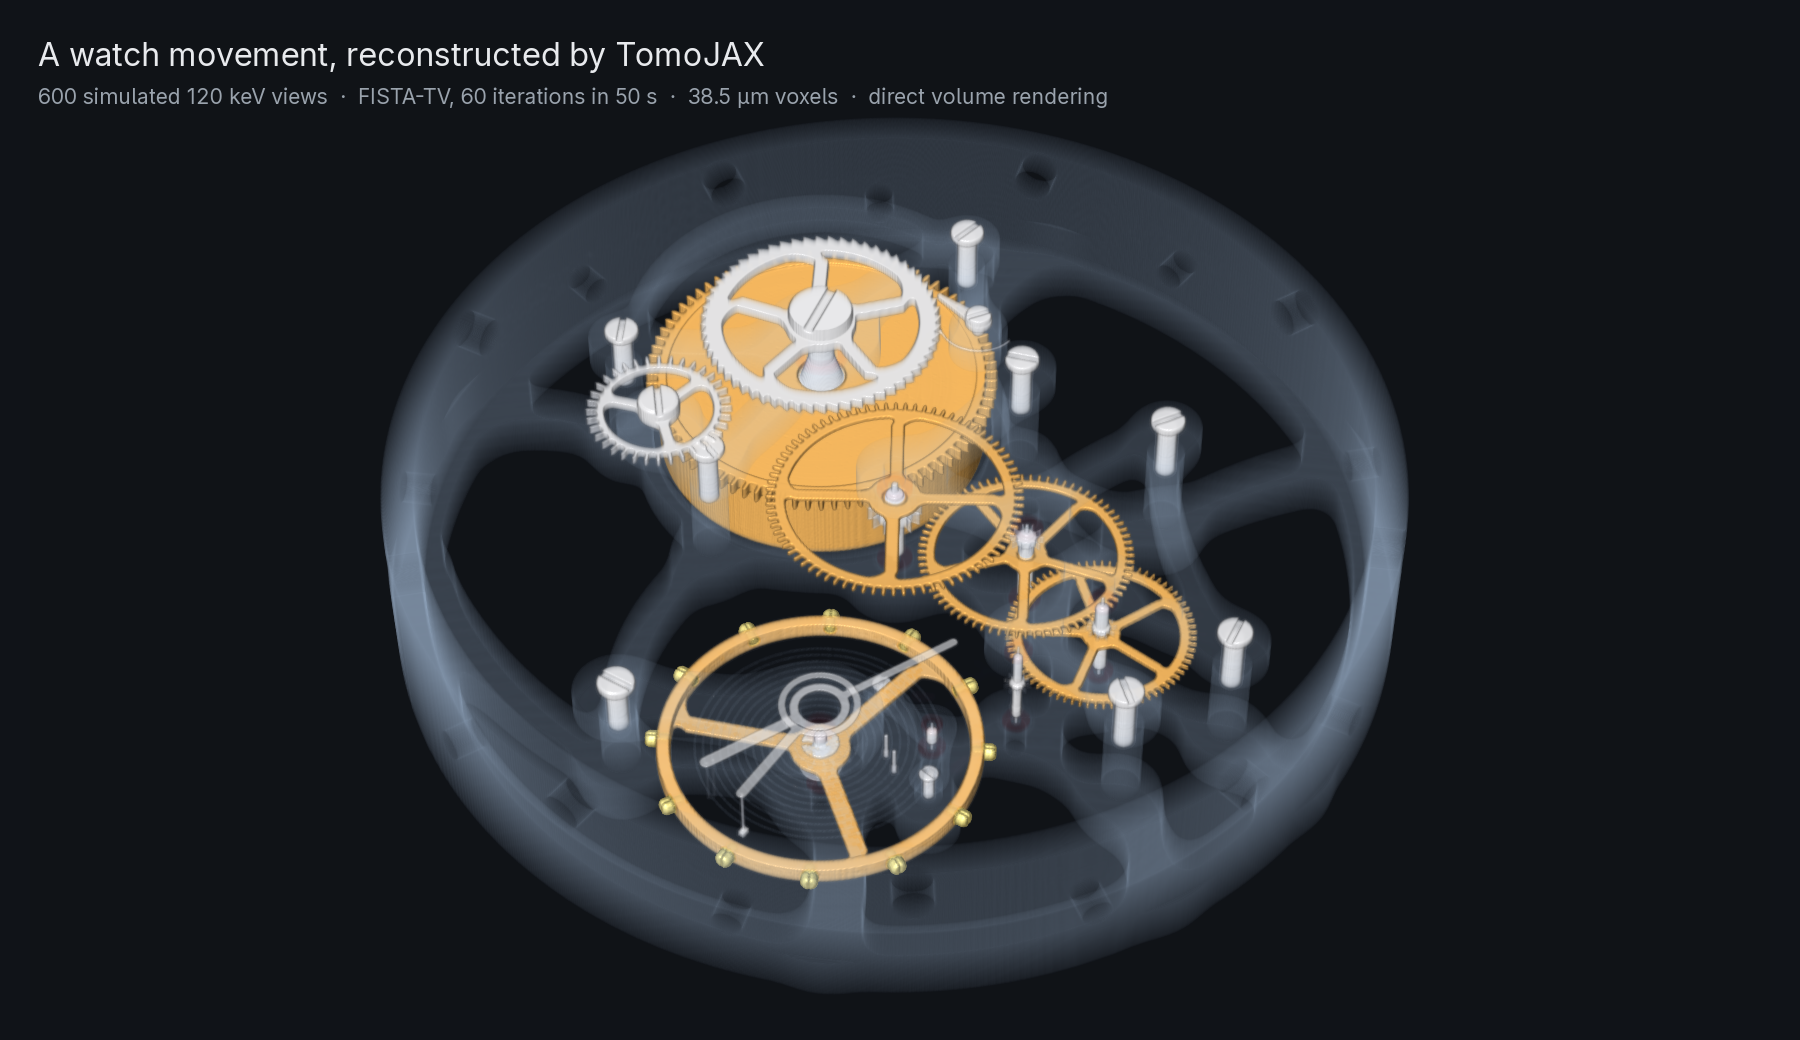 A watch movement, reconstructed by TomoJAX
600 simulated 120 keV views · FISTA-TV, 60 iterations in 50 s · 38.5 µm voxels · direct volume rendering